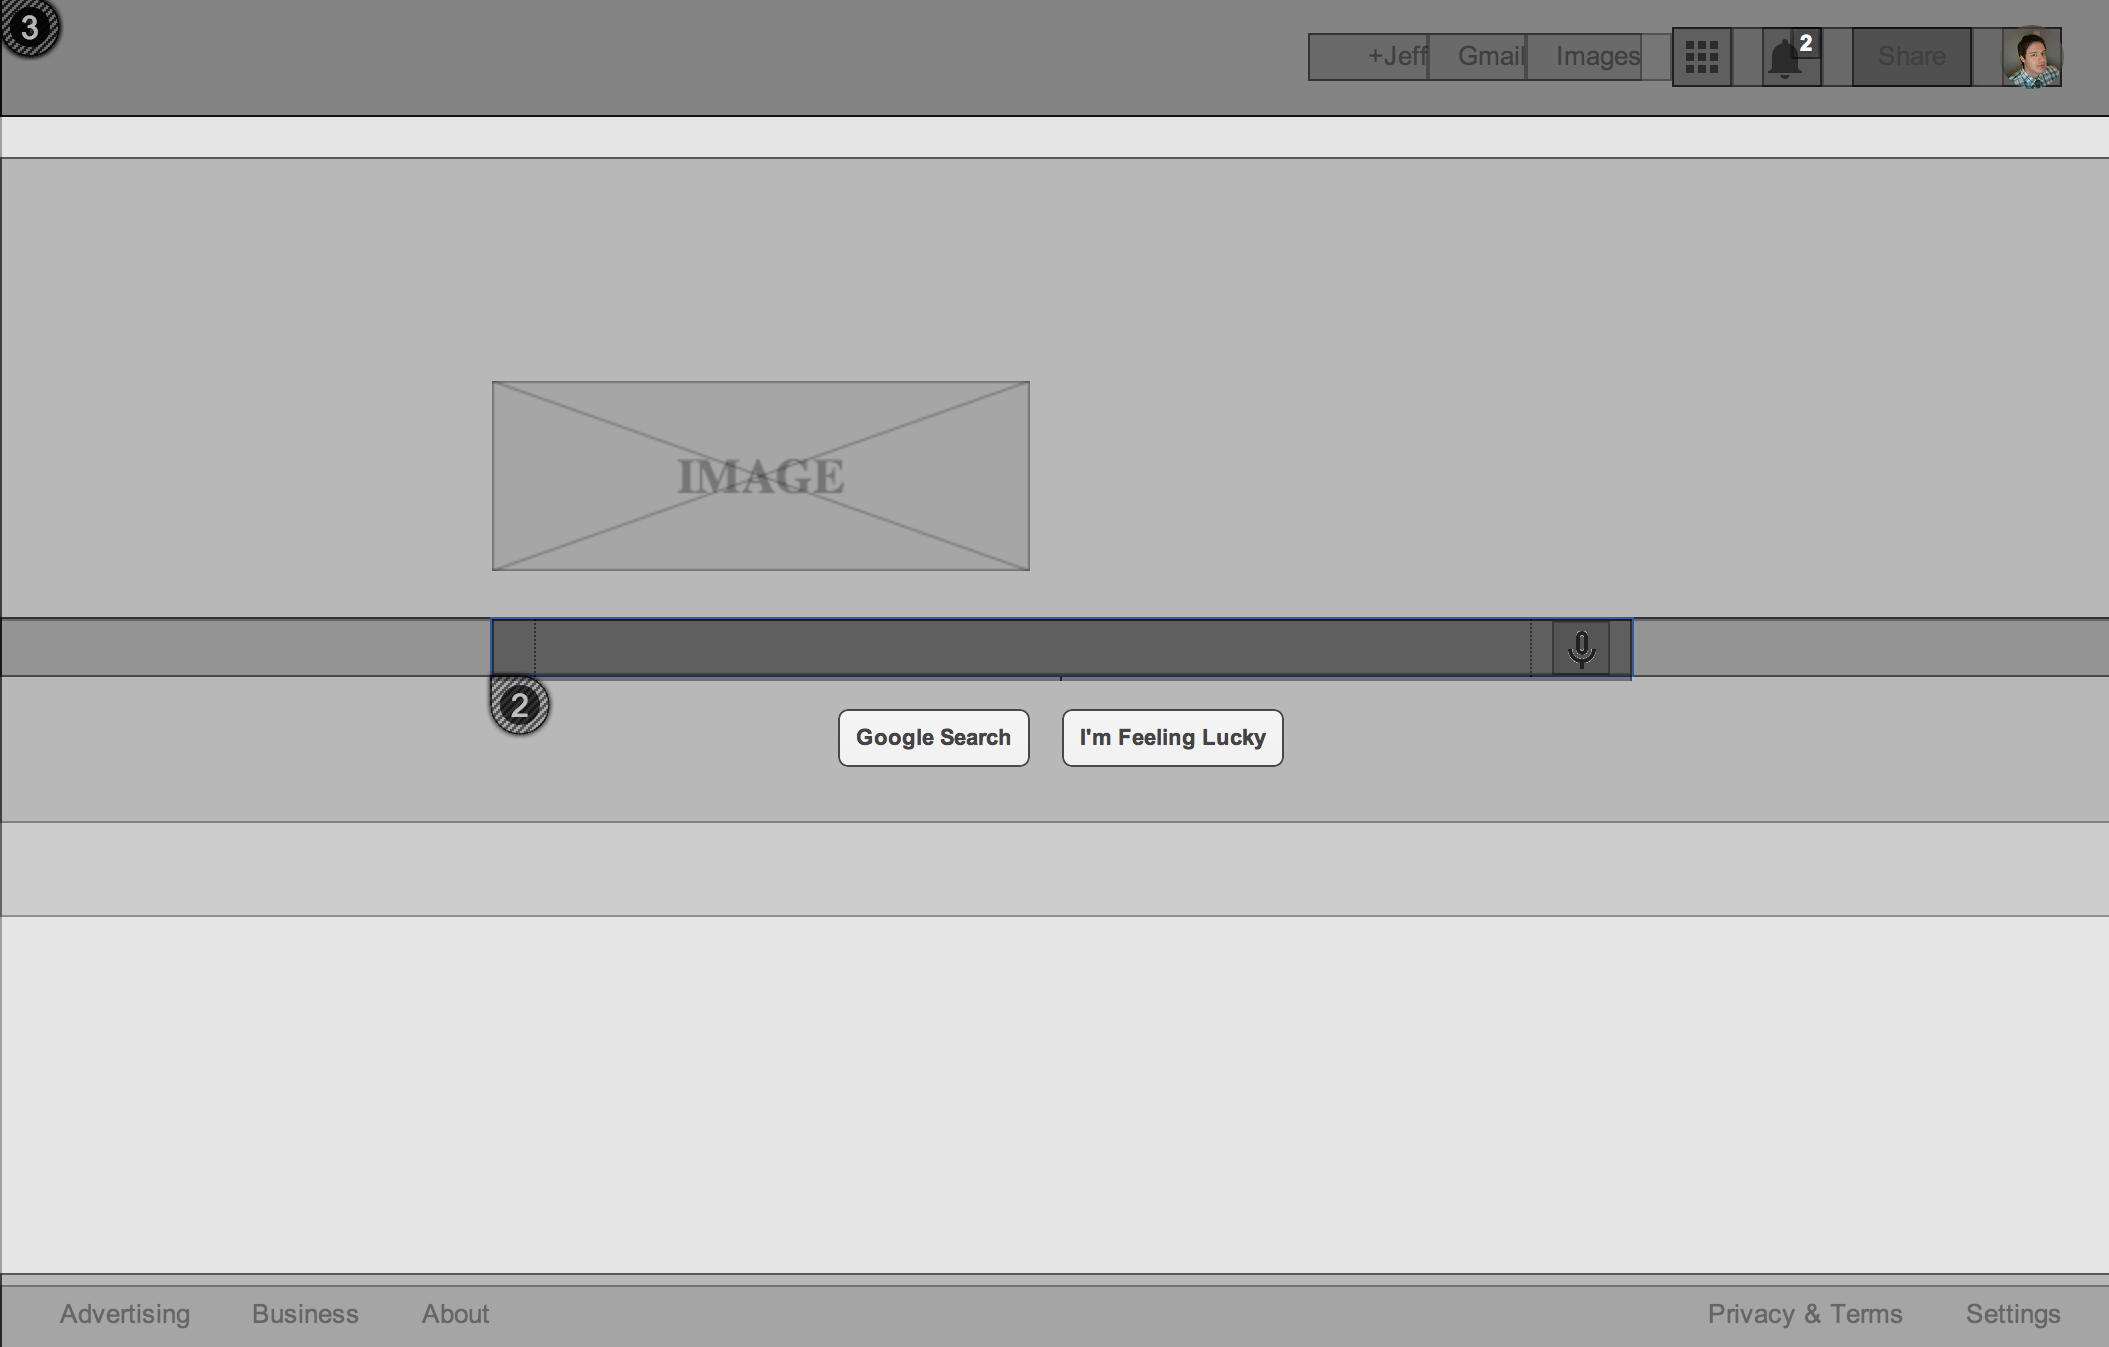 3
+Jeff Gmail Images 2 Share
IMAGE
2
Google Search I'm Feeling Lucky
Advertising Business About Privacy & Terms Settings